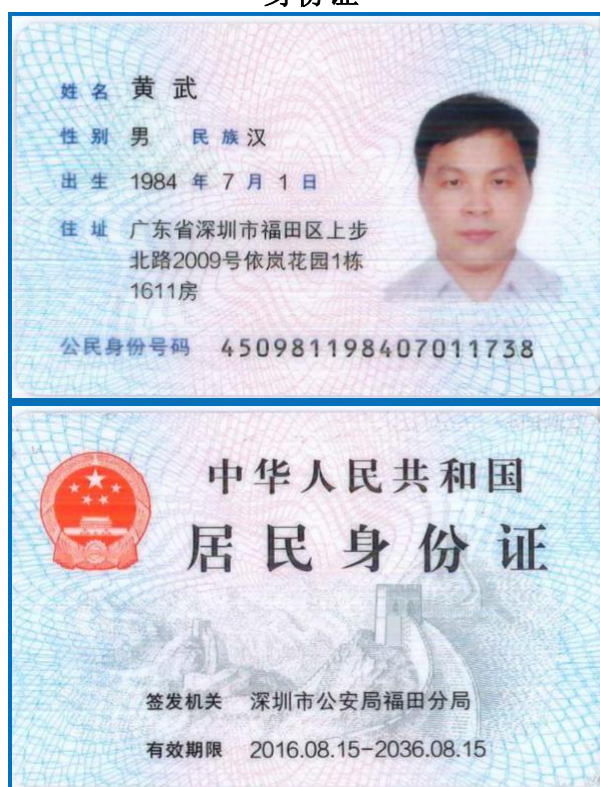 身份证
姓名 黄武
性别 男 民族 汉
出生 1984 年 7 月 1 日
住址 广东省深圳市福田区上步
北路2009号依岚花园1栋
1611房
公民身份号码 450981198407011738
中华人民共和国
居民身份证
签发机关 深圳市公安局福田分局
有效期限 2016.08.15-2036.08.15